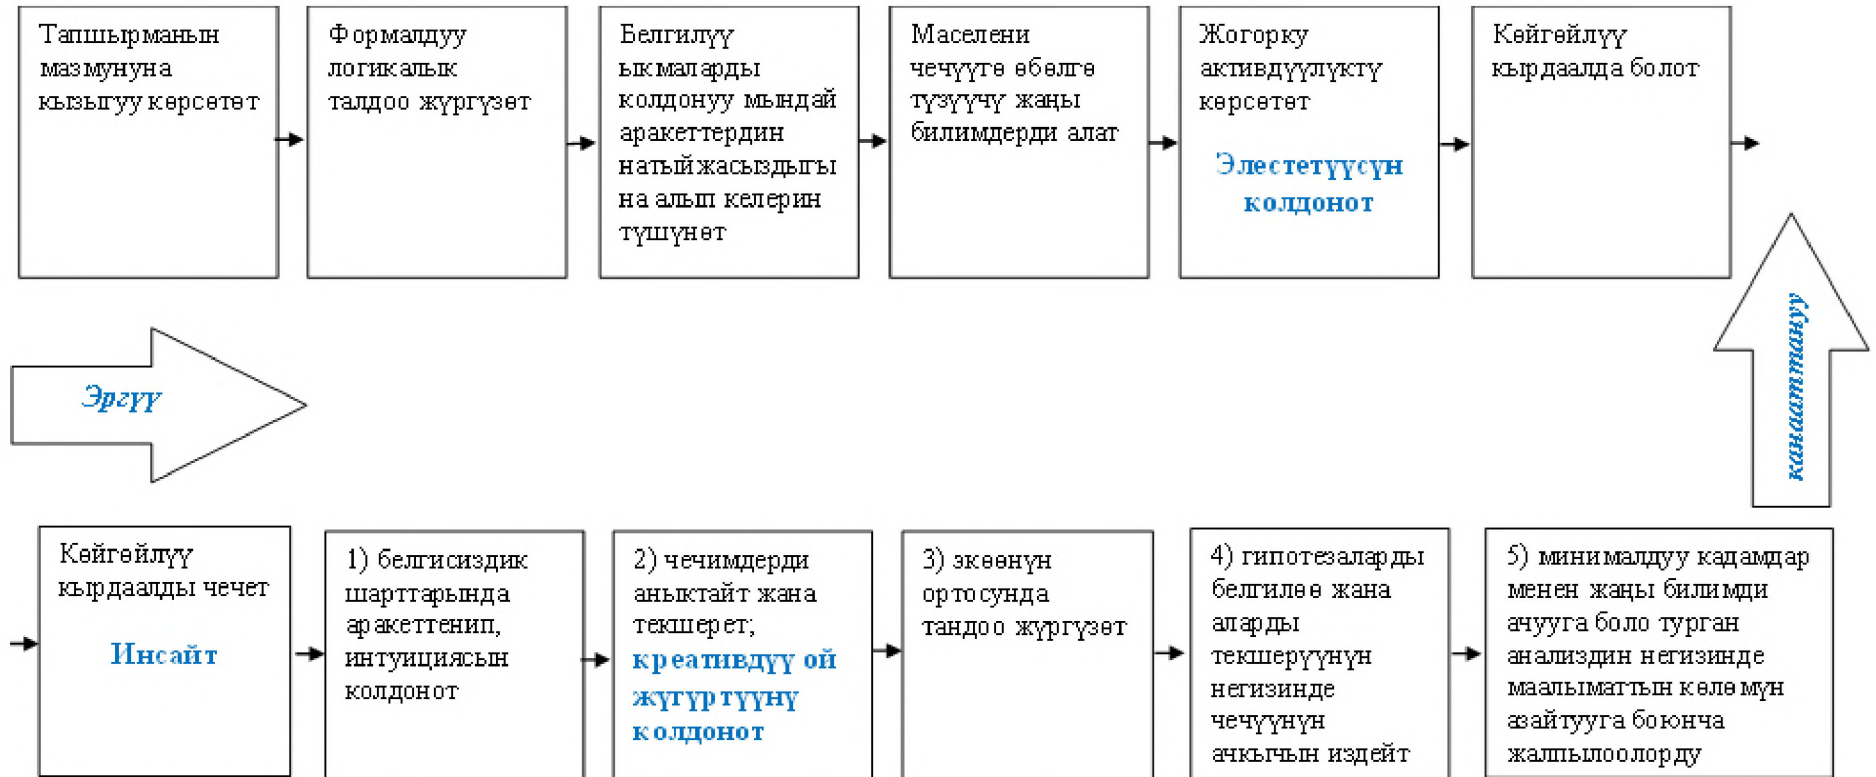 Тапшырманын
мазмунуна
кызыгуу көрсөтөт
Формалдуу
логикалык
талдоо жүргүзөт
Белгилүү
ыкмаларды
колдонуу мындай
аракеттердин
натыйжасыздыгы
на алып келерин
түшүнөт
Маселени
чечүүгө өбөлгө
түзүүчү жаңы
билимдерди алат
Жогорку
активдүүлүктү
көрсөтөт
Элестетүүсүн
колдонот
Көйгөйлүү
кырдаалда болот
Эргүү
канааттануу
Көйгөйлүү
кырдаалды чечет
Инсайт
1) белгисиздик
шарттарында
аракеттенип,
интуициясын
колдонот
2) чечимдерди
аныктайт жана
текшерет;
креативдүү ой
жүгүртүүнү
колдонот
3) экөөнүн
ортосунда
тандоо жүргүзөт
4) гипотезаларды
белгилөө жана
аларды
текшерүүнүн
негизинде
чечүүнүн
ачкычын издейт
5) минималдуу кадамдар
менен жаңы билимди
ачууга боло турган
анализдин негизинде
маалыматтын көлөмүн
азайтууга боюнча
жалпылоолорду